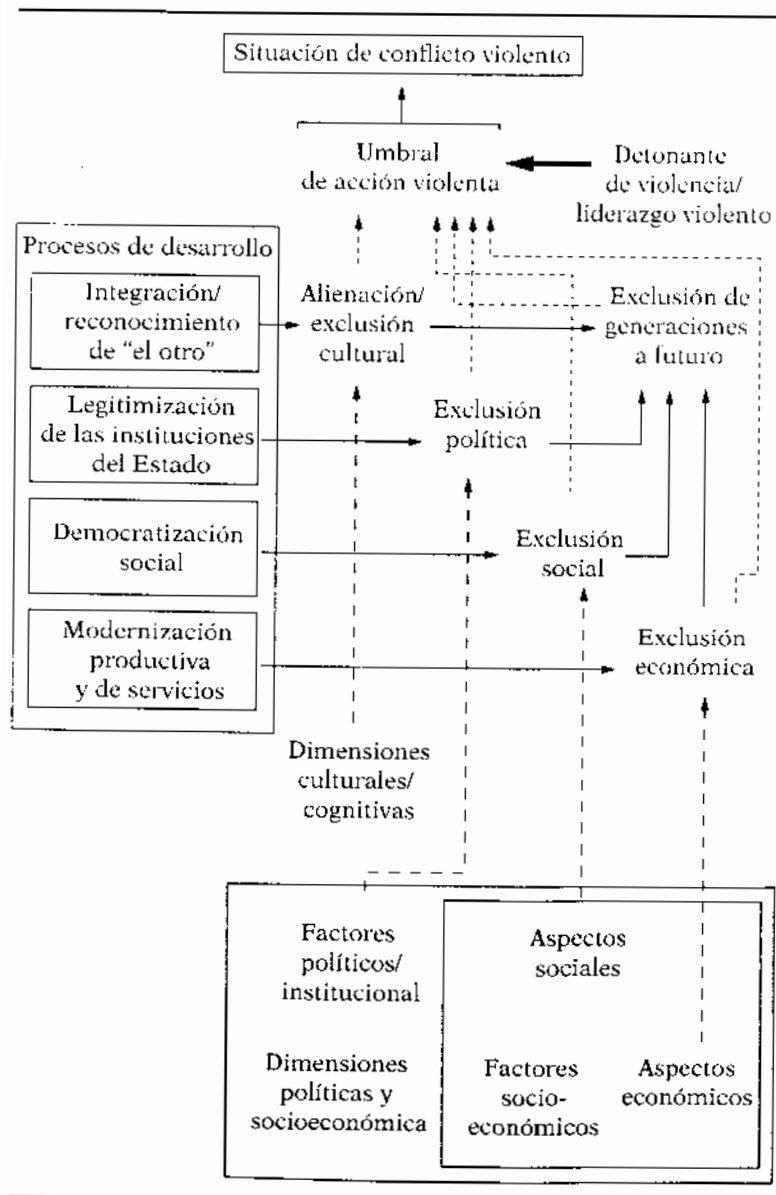 Situación de conflicto violento
Umbral
de acción violenta
Detonante
de violencia/
liderazgo violento
Procesos de desarrollo
Integración/
reconocimiento
de "el otro"
Alienación/
exclusión
cultural
Exclusión de
generaciones
a futuro
Legitimización
de las instituciones
del Estado
Exclusión
política
Democratización
social
Exclusión
social
Modernización
productiva
y de servicios
Exclusión
económica
Dimensiones
culturales/
cognitivas
Factores
políticos/
institucional
Aspectos
sociales
Dimensiones
políticas y
socioeconómica
Factores
socio-
económicos
Aspectos
económicos